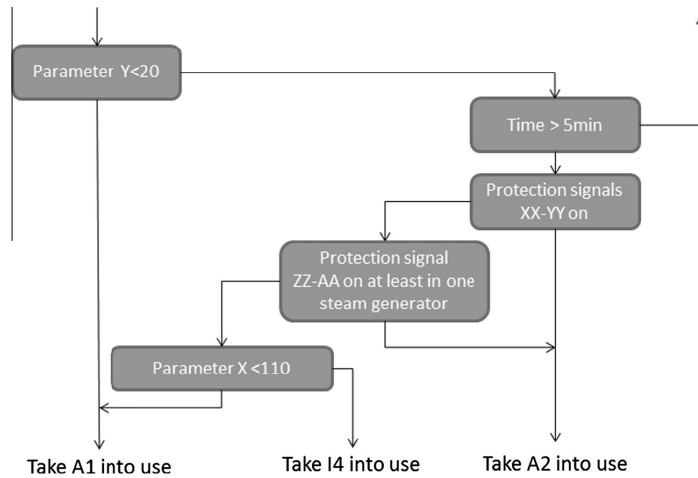 Parameter Y<20
Time > 5min
Protection signals
XX-YY on
Protection signal
ZZ-AA on at least in one
steam generator
Parameter X <110
Take A1 into use
Take I4 into use
Take A2 into use